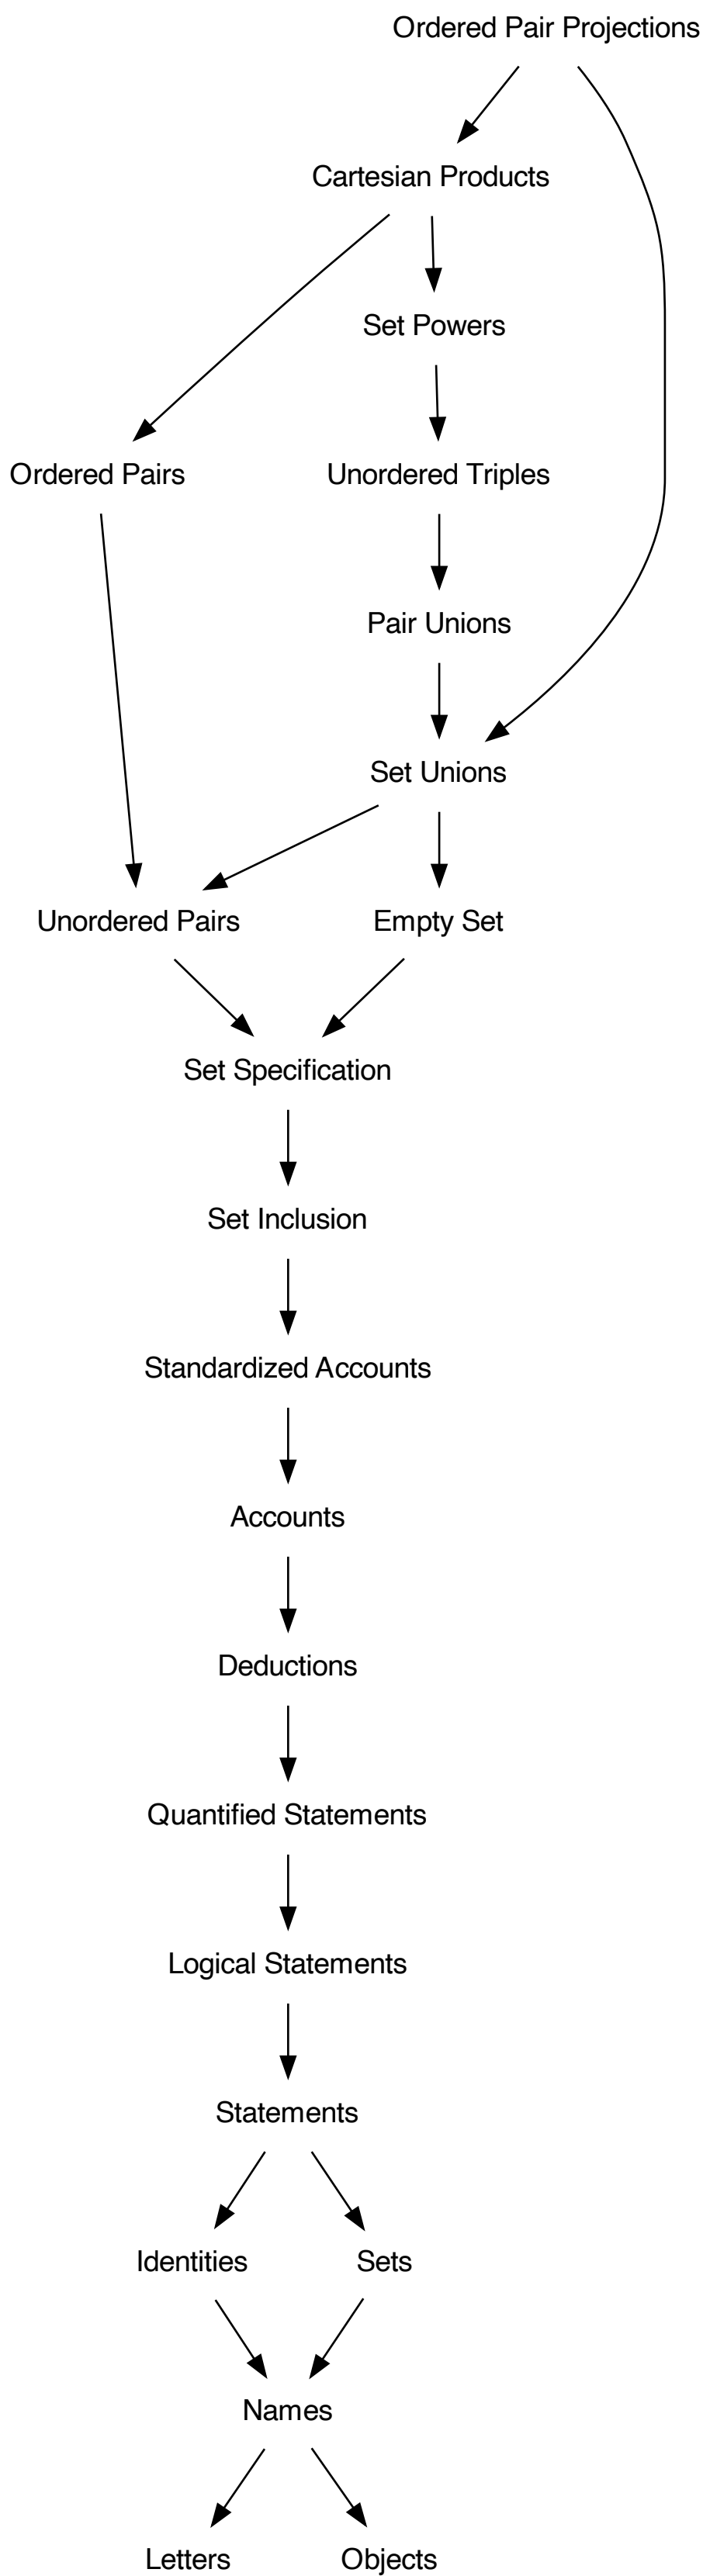 Ordered Pair Projections
Cartesian Products
Set Powers
Ordered Pairs
Unordered Triples
Pair Unions
Set Unions
Unordered Pairs
Empty Set
Set Specification
Set Inclusion
Standardized Accounts
Accounts
Deductions
Quantified Statements
Logical Statements
Statements
Identities
Sets
Names
Letters
Objects